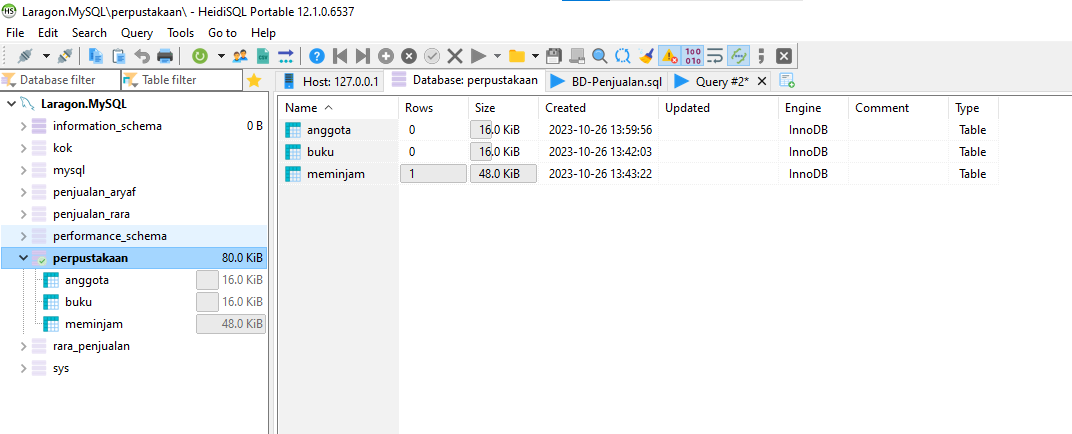 HS Laragon.MySQL\perpustakaan\ - HeidiSQL Portable 12.1.0.6537
File Edit Search Query Tools Go to Help
Database filter Table filter Host: 127.0.0.1 Database: perpustakaan BD-Penjualan.sql Query #2*
Laragon.MySQL
information_schema 0 B
kok
mysql
penjualan_aryaf
penjualan_rara
performance_schema
perpustakaan 80.0 KiB
anggota 16.0 KiB
buku 16.0 KiB
meminjam 48.0 KiB
rara_penjualan
sys
Name Rows Size Created Updated Engine Comment Type
anggota 0 16.0 KiB 2023-10-26 13:59:56 InnoDB Table
buku 0 16.0 KiB 2023-10-26 13:42:03 InnoDB Table
meminjam 1 48.0 KiB 2023-10-26 13:43:22 InnoDB Table